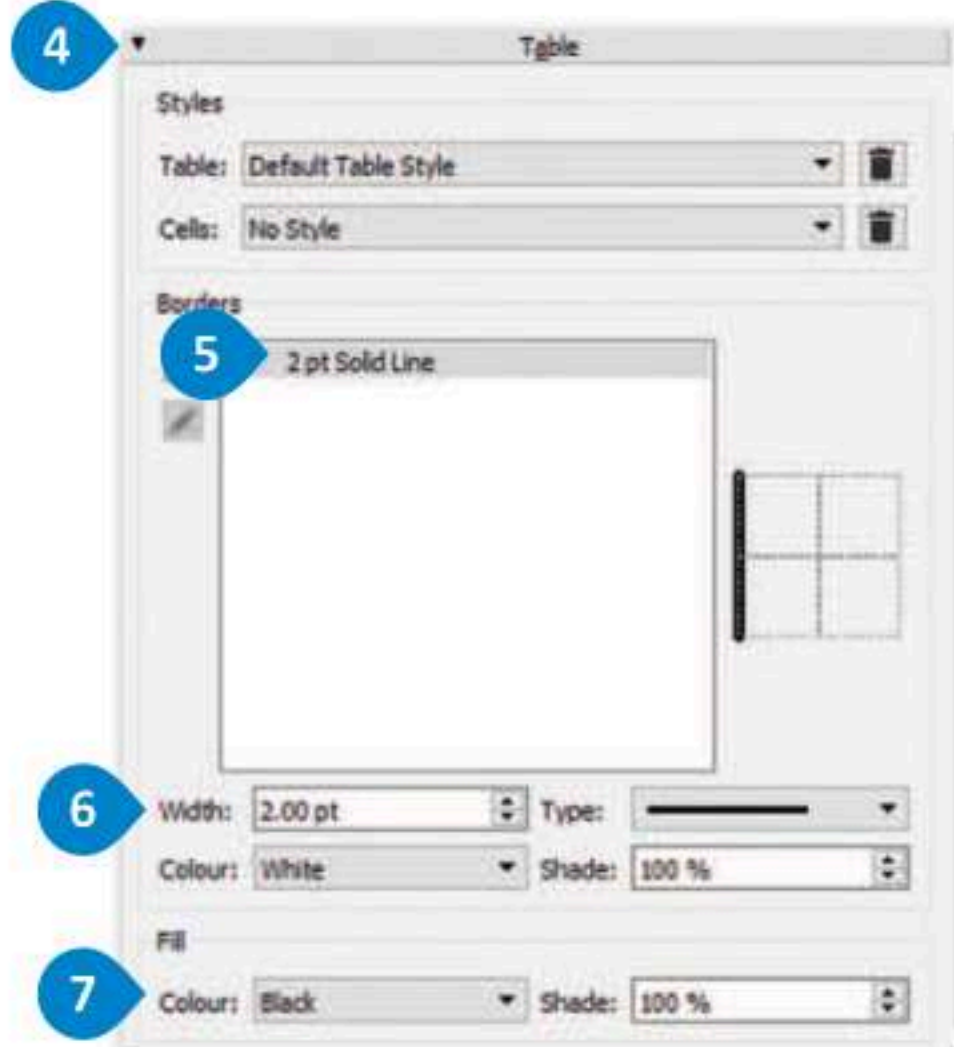 4
Table
Styles
Table: Default Table Style
Cells: No Style
Borders
5
2 pt Solid Line
6
Width: 2.00 pt Type:
Colour: White Shade: 100 %
Fill
7
Colour: Black Shade: 100 %